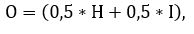 O = (0,5 * H + 0,5 * I),